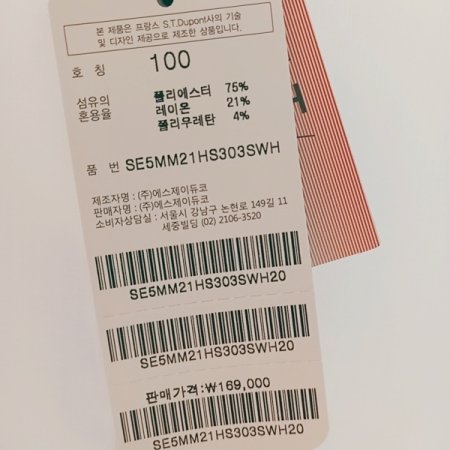 본 제품은 프랑스 S.T.Dupont사의 기술
및 디자인 제공으로 제조한 상품입니다.
호 칭 100
섬유의 폴리에스터 75%
혼용율 레이온 21%
폴리우레탄 4%
품 번 SE5MM21HS303SWH
제조자명 : (주)에스제이듀코
판매자명 : (주)에스제이듀코
소비자상담실 : 서울시 강남구 논현로 149길 11
세중빌딩 (02) 2106-3520
SE5MM21HS303SWH20
SE5MM21HS303SWH20
판매가격:₩169,000
SE5MM21HS303SWH20